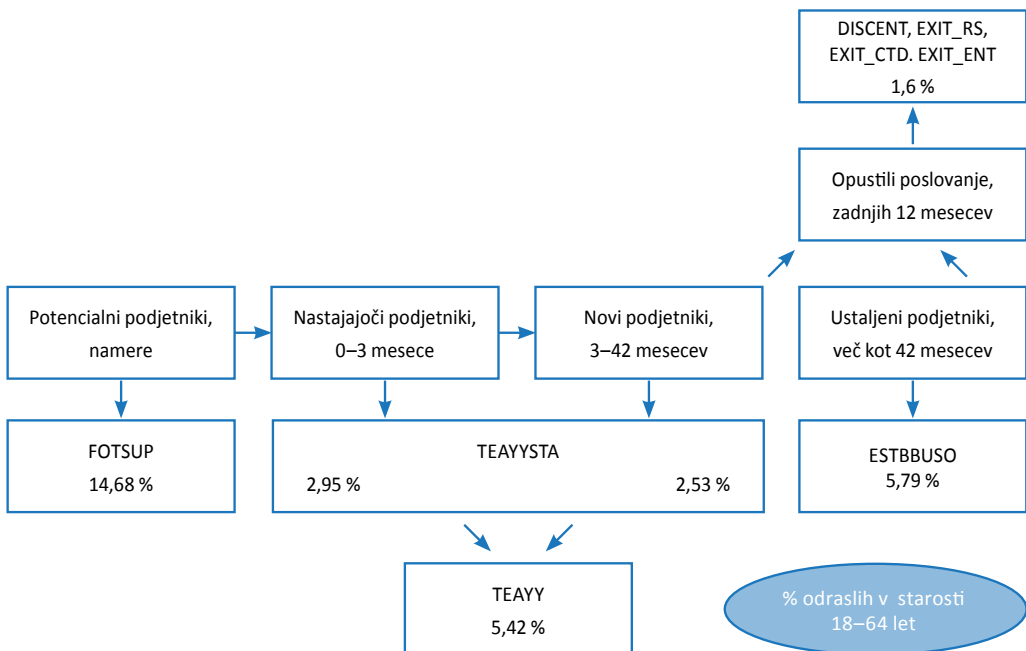 DISCENT, EXIT_RS,
EXIT_CTD. EXIT_ENT
1,6 %
Opustili poslovanje,
zadnjih 12 mesecev
Potencialni podjetniki,
namere
Nastajajoči podjetniki,
0–3 mesece
Novi podjetniki,
3–42 mesecev
Ustaljeni podjetniki,
več kot 42 mesecev
FOTSUP
14,68 %
TEAYYSTA
2,95 % 2,53 %
ESTBBUSO
5,79 %
TEAYY
5,42 %
% odraslih v starosti
18–64 let